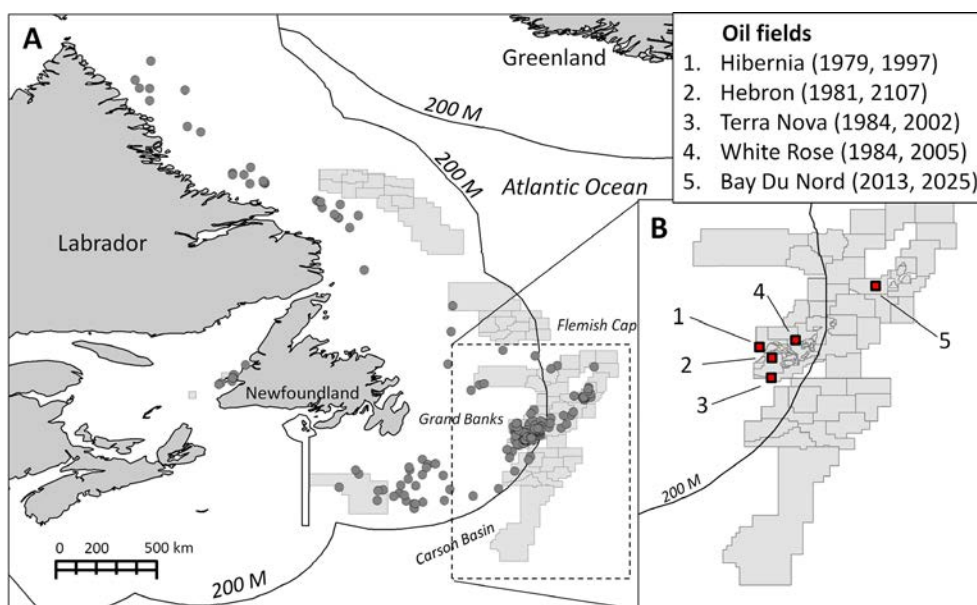 A
Greenland
200 M
200 M
Atlantic Ocean
Labrador
Flemish Cap
Newfoundland
Grand Banks
Carson Basin
0 200 500 km
200 M
Oil fields
1. Hibernia (1979, 1997)
2. Hebron (1981, 2107)
3. Terra Nova (1984, 2002)
4. White Rose (1984, 2005)
5. Bay Du Nord (2013, 2025)
B
4
1
5
2
3
200 M